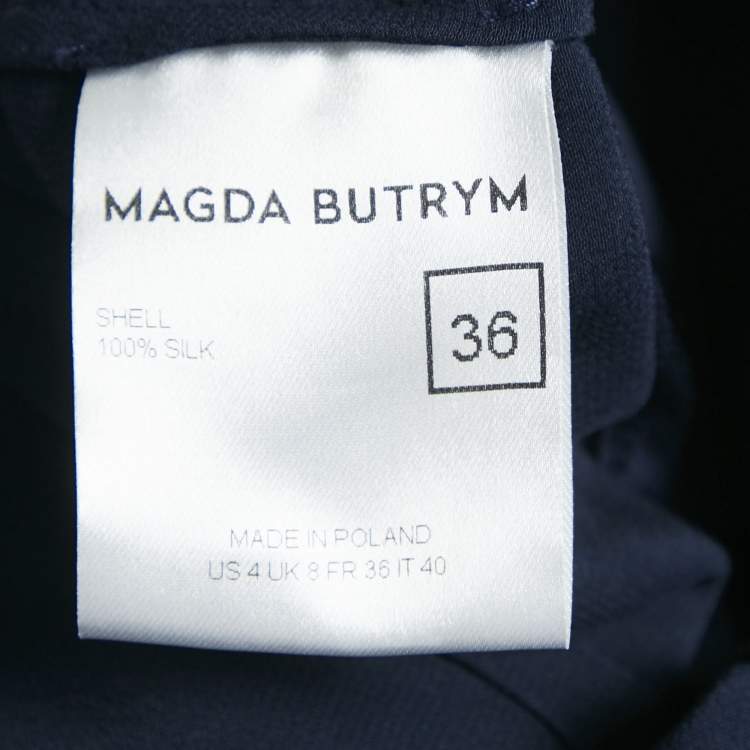 MAGDA BUTRYM
36
SHELL
100% SILK
MADE IN POLAND
US 4 UK 8 FR 36 IT 40